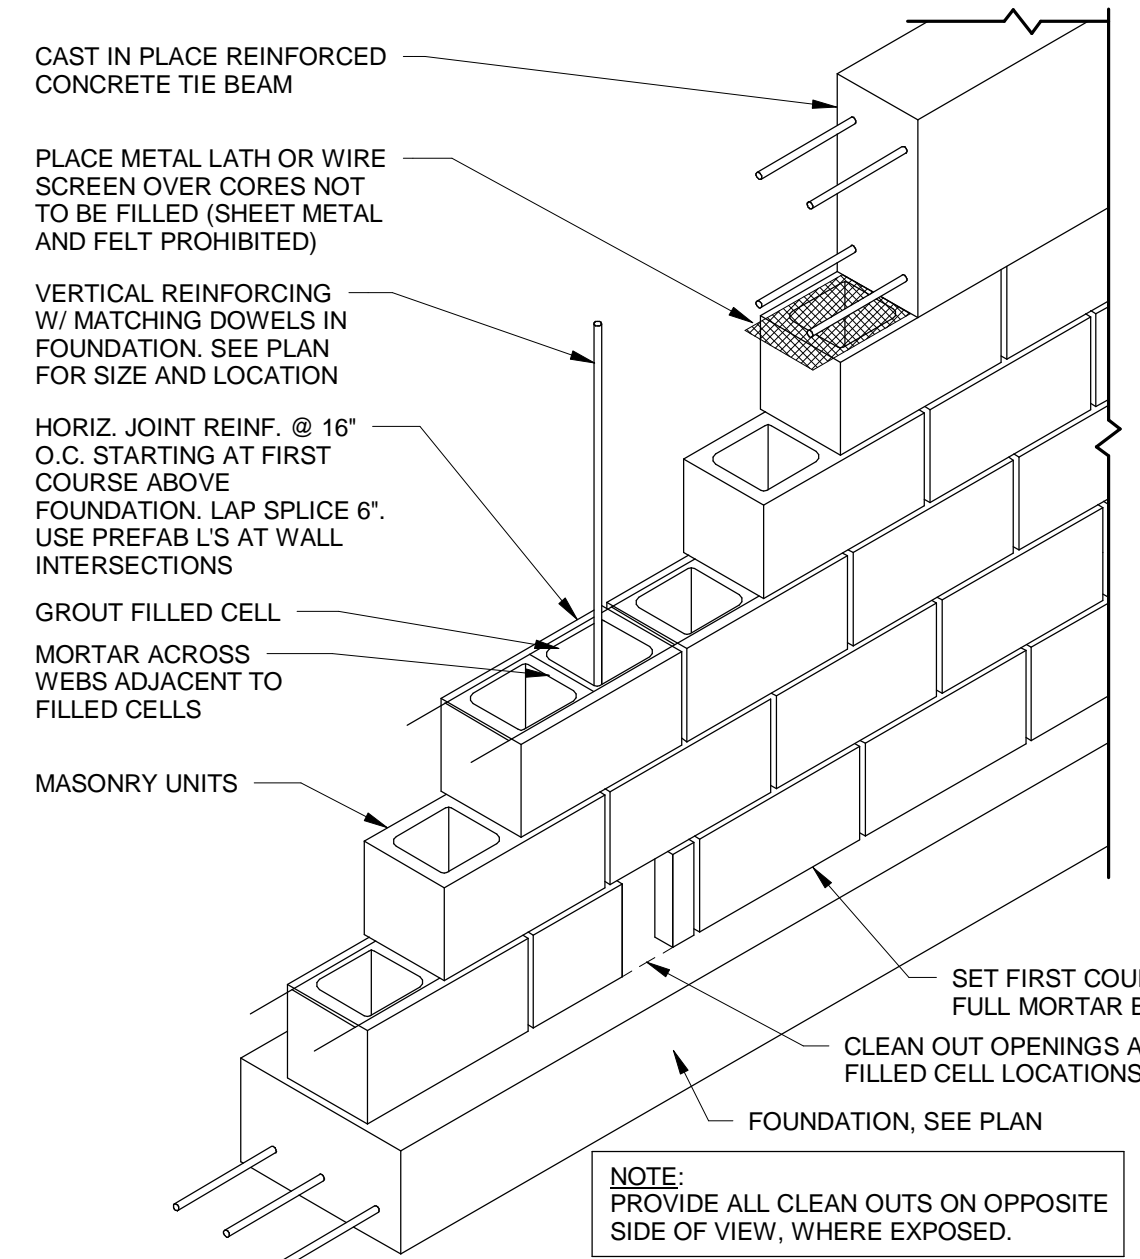 CAST IN PLACE REINFORCED
CONCRETE TIE BEAM
PLACE METAL LATH OR WIRE
SCREEN OVER CORES NOT
TO BE FILLED (SHEET METAL
AND FELT PROHIBITED)
VERTICAL REINFORCING
W/ MATCHING DOWELS IN
FOUNDATION. SEE PLAN
FOR SIZE AND LOCATION
HORIZ. JOINT REINF. @ 16"
O.C. STARTING AT FIRST
COURSE ABOVE
FOUNDATION. LAP SPLICE 6".
USE PREFAB L'S AT WALL
INTERSECTIONS
GROUT FILLED CELL
MORTAR ACROSS
WEBS ADJACENT TO
FILLED CELLS
MASONRY UNITS
SET FIRST
FULL MORTAR
CLEAN OUT OPENINGS
FILLED CELL LOCATIONS
FOUNDATION, SEE PLAN
NOTE:
PROVIDE ALL CLEAN OUTS ON OPPOSITE
SIDE OF VIEW, WHERE EXPOSED.